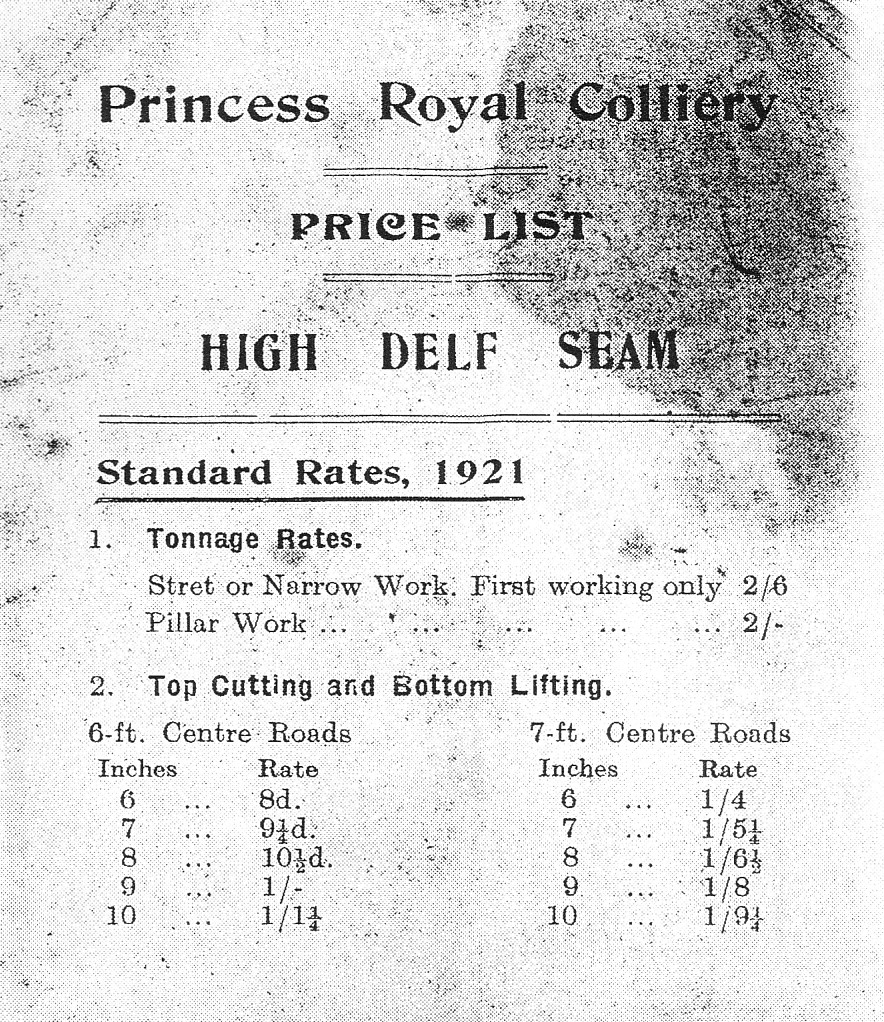 Princess Royal Colliery
PRICE LIST
HIGH DELF SEAM
Standard Rates, 1921
1. Tonnage Rates.
Stret or Narrow Work. First working only 2/6
Pillar Work ... ... ... ... ... 2/-
2. Top Cutting and Bottom Lifting.
6-ft. Centre Roads 7-ft. Centre Roads
Inches Rate Inches Rate
6 ... 8d. 6 ... 1/4
7 ... 9¼d. 7 ... 1/5¼
8 ... 10½d. 8 ... 1/6½
9 ... 1/- 9 ... 1/8
10 ... 1/1¼ 10 ... 1/9¼